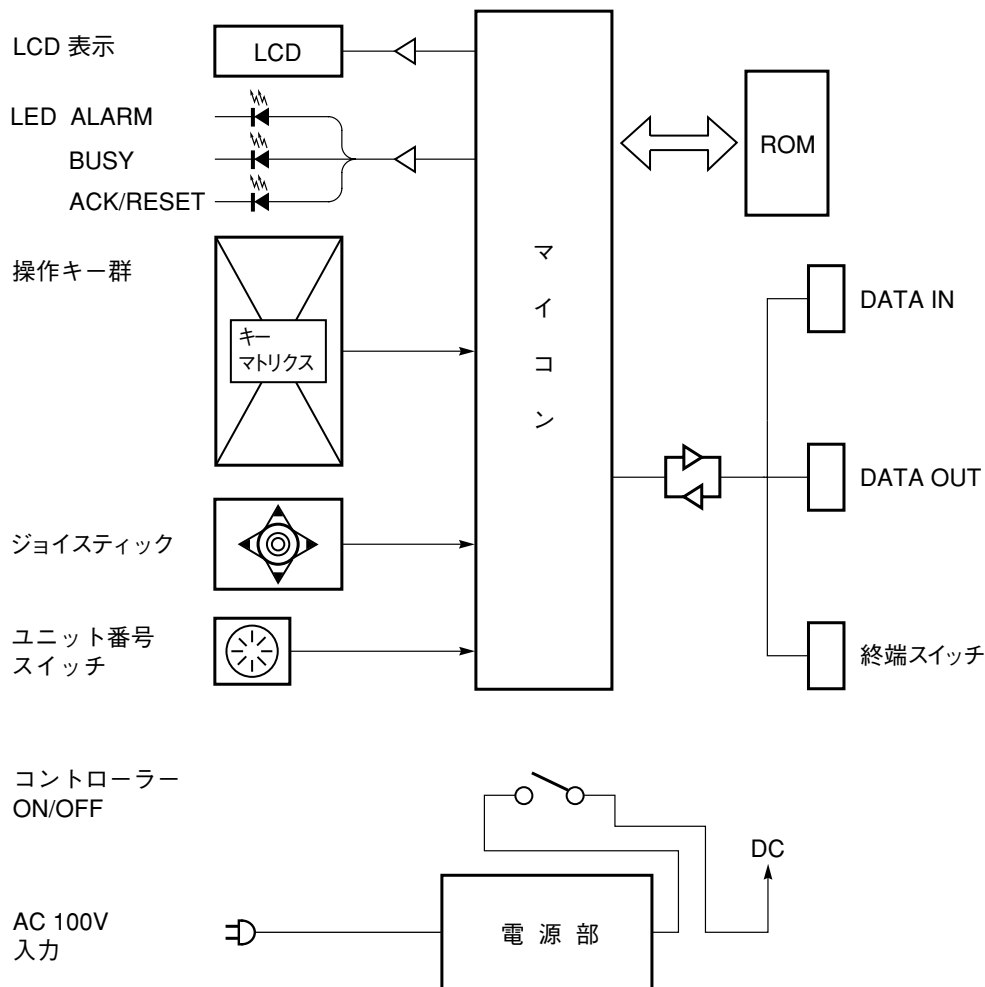 LCD 表示
LCD
LED ALARM
BUSY
ACK/RESET
ROM
マイコン
操作キー群
キー
マトリクス
DATA IN
DATA OUT
ジョイスティック
ユニット番号
スイッチ
終端スイッチ
コントローラー
ON/OFF
DC
AC 100V
入力
電源部